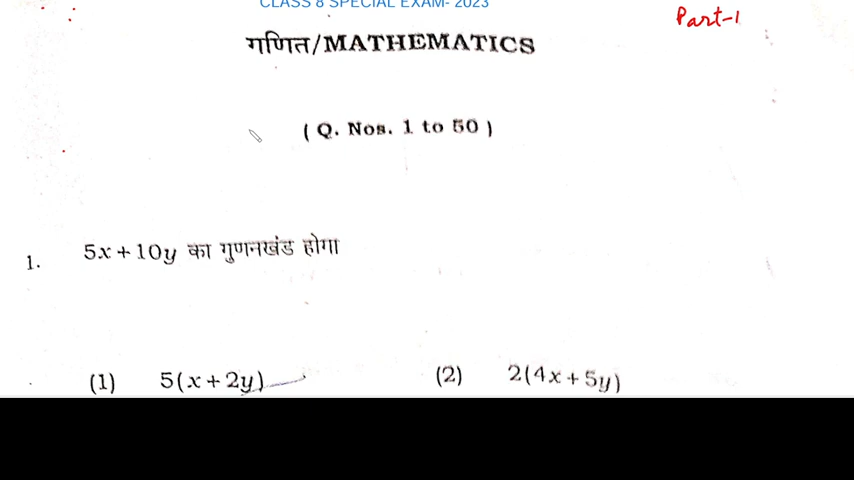 CLASS 8 SPECIAL EXAM- 2023
Part-1
गणित/MATHEMATICS
( Q. Nos. 1 to 50 )
1. 5x + 10y का गुणनखंड होगा
(1) 5(x + 2y) (2) 2(4x + 5y)